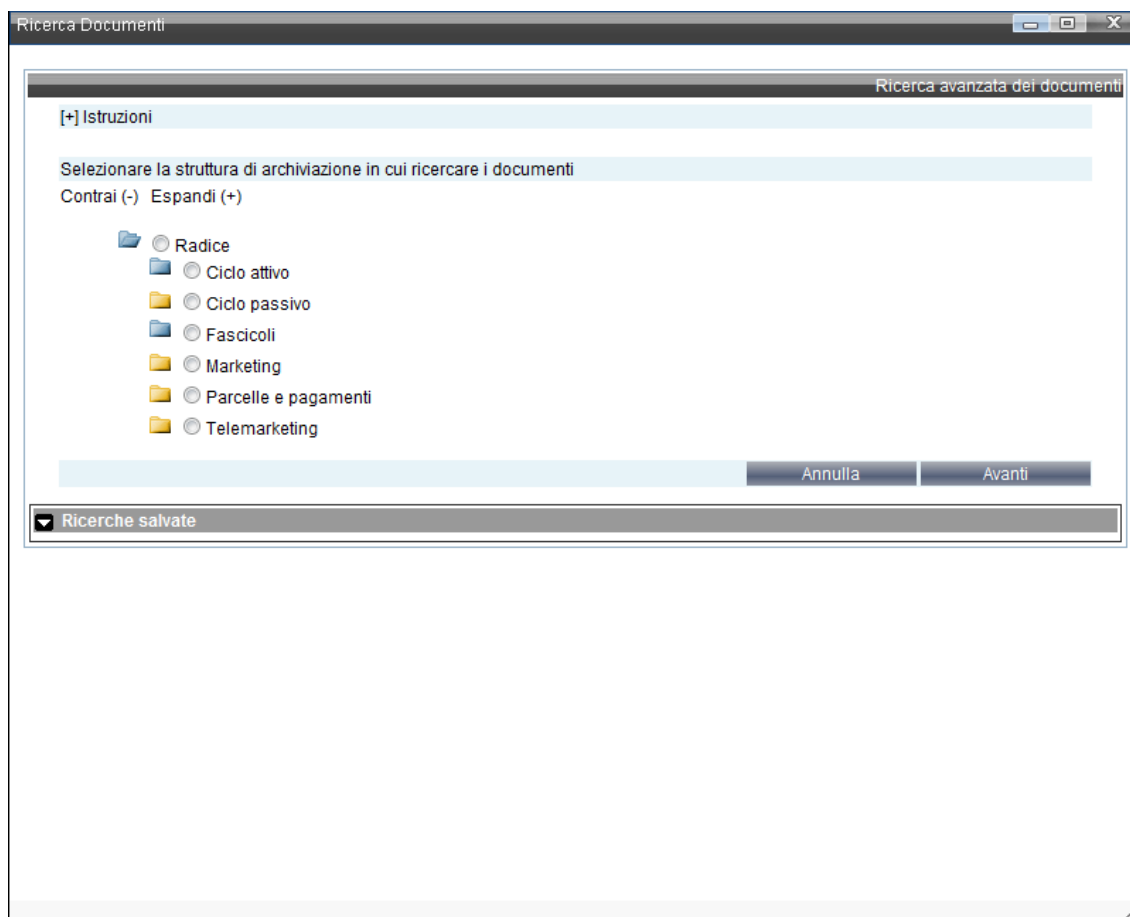 Ricerca Documenti
Ricerca avanzata dei documenti
[+] Istruzioni
Selezionare la struttura di archiviazione in cui ricercare i documenti
Contrai (-) Espandi (+)
Radice
Ciclo attivo
Ciclo passivo
Fascicoli
Marketing
Parcelle e pagamenti
Telemarketing
Annulla Avanti
Ricerche salvate